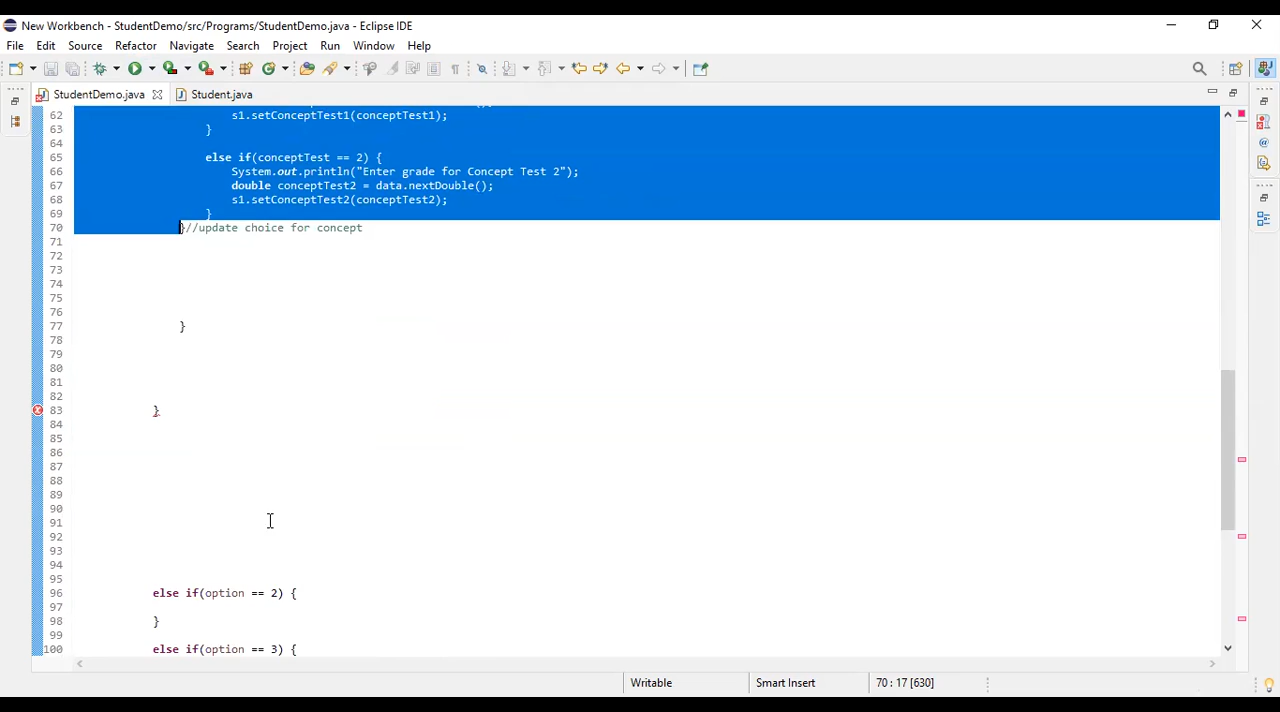 New Workbench - StudentDemo/src/Programs/StudentDemo.java - Eclipse IDE
File Edit Source Refactor Navigate Search Project Run Window Help
StudentDemo.java Student.java
62 s1.setConceptTest1(conceptTest1);
63 }
64
65 else if(conceptTest == 2) {
66 System.out.println("Enter grade for Concept Test 2");
67 double conceptTest2 = data.nextDouble();
68 s1.setConceptTest2(conceptTest2);
69 }
70 }//update choice for concept
71
72
73
74
75
76
77 }
78
79
80
81
82
83 }
84
85
86
87
88
89
90
91
92
93
94
95
96 else if(option == 2) {
97
98 }
99
100 else if(option == 3) {
Writable Smart Insert 70 : 17 [630]